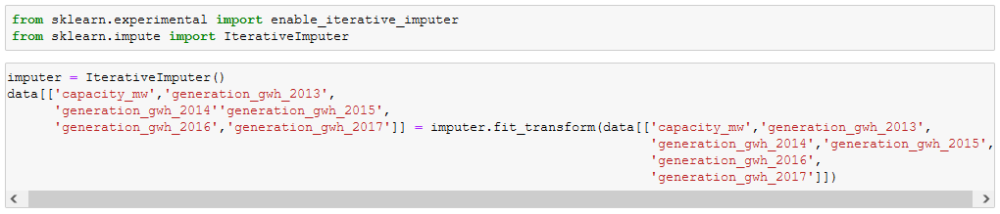 from sklearn.experimental import enable_iterative_imputer
from sklearn.impute import IterativeImputer
imputer = IterativeImputer()
data[['capacity_mw','generation_gwh_2013',
'generation_gwh_2014''generation_gwh_2015',
'generation_gwh_2016','generation_gwh_2017']] = imputer.fit_transform(data[['capacity_mw','generation_gwh_2013',
'generation_gwh_2014','generation_gwh_2015',
'generation_gwh_2016',
'generation_gwh_2017']])